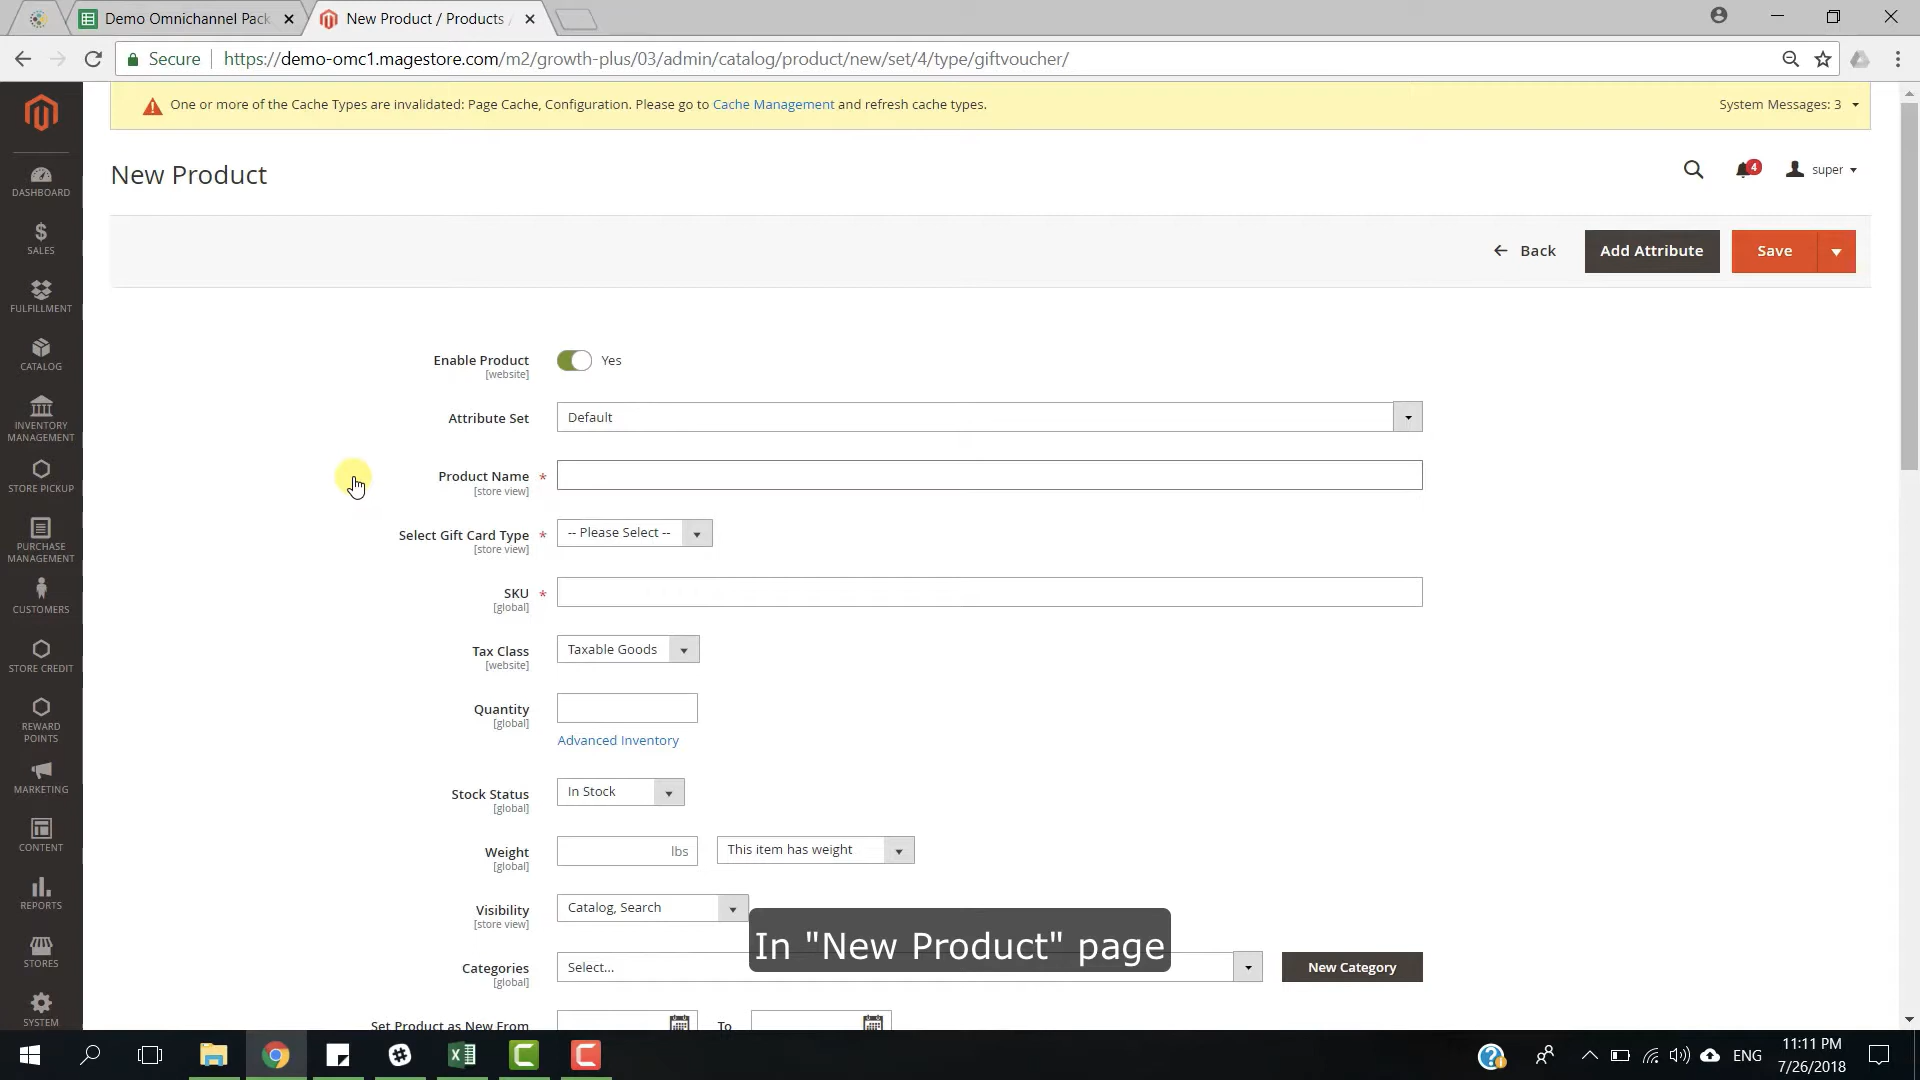 Demo Omnichannel Pack
New Product / Products /
Secure
https://demo-omc1.magestore.com/m2/growth-plus/03/admin/catalog/product/new/set/4/type/giftvoucher/
One or more of the Cache Types are invalidated: Page Cache, Configuration. Please go to Cache Management and refresh cache types.
System Messages: 3
New Product
4
super
Back
Add Attribute
Save
DASHBOARD
SALES
FULFILLMENT
CATALOG
INVENTORY
MANAGEMENT
STORE PICKUP
PURCHASE
MANAGEMENT
CUSTOMERS
STORE CREDIT
REWARD
POINTS
MARKETING
CONTENT
REPORTS
STORES
SYSTEM
Enable Product
[website]
Yes
Attribute Set
Default
Product Name *
[store view]
Select Gift Card Type *
[store view]
-- Please Select --
SKU *
[global]
Tax Class
[website]
Taxable Goods
Quantity
[global]
Advanced Inventory
Stock Status
[global]
In Stock
Weight
[global]
lbs
This item has weight
Visibility
[store view]
Catalog, Search
Categories
[global]
Select...
New Category
Set Product as New From
To
In "New Product" page
ENG
11:11 PM
7/26/2018